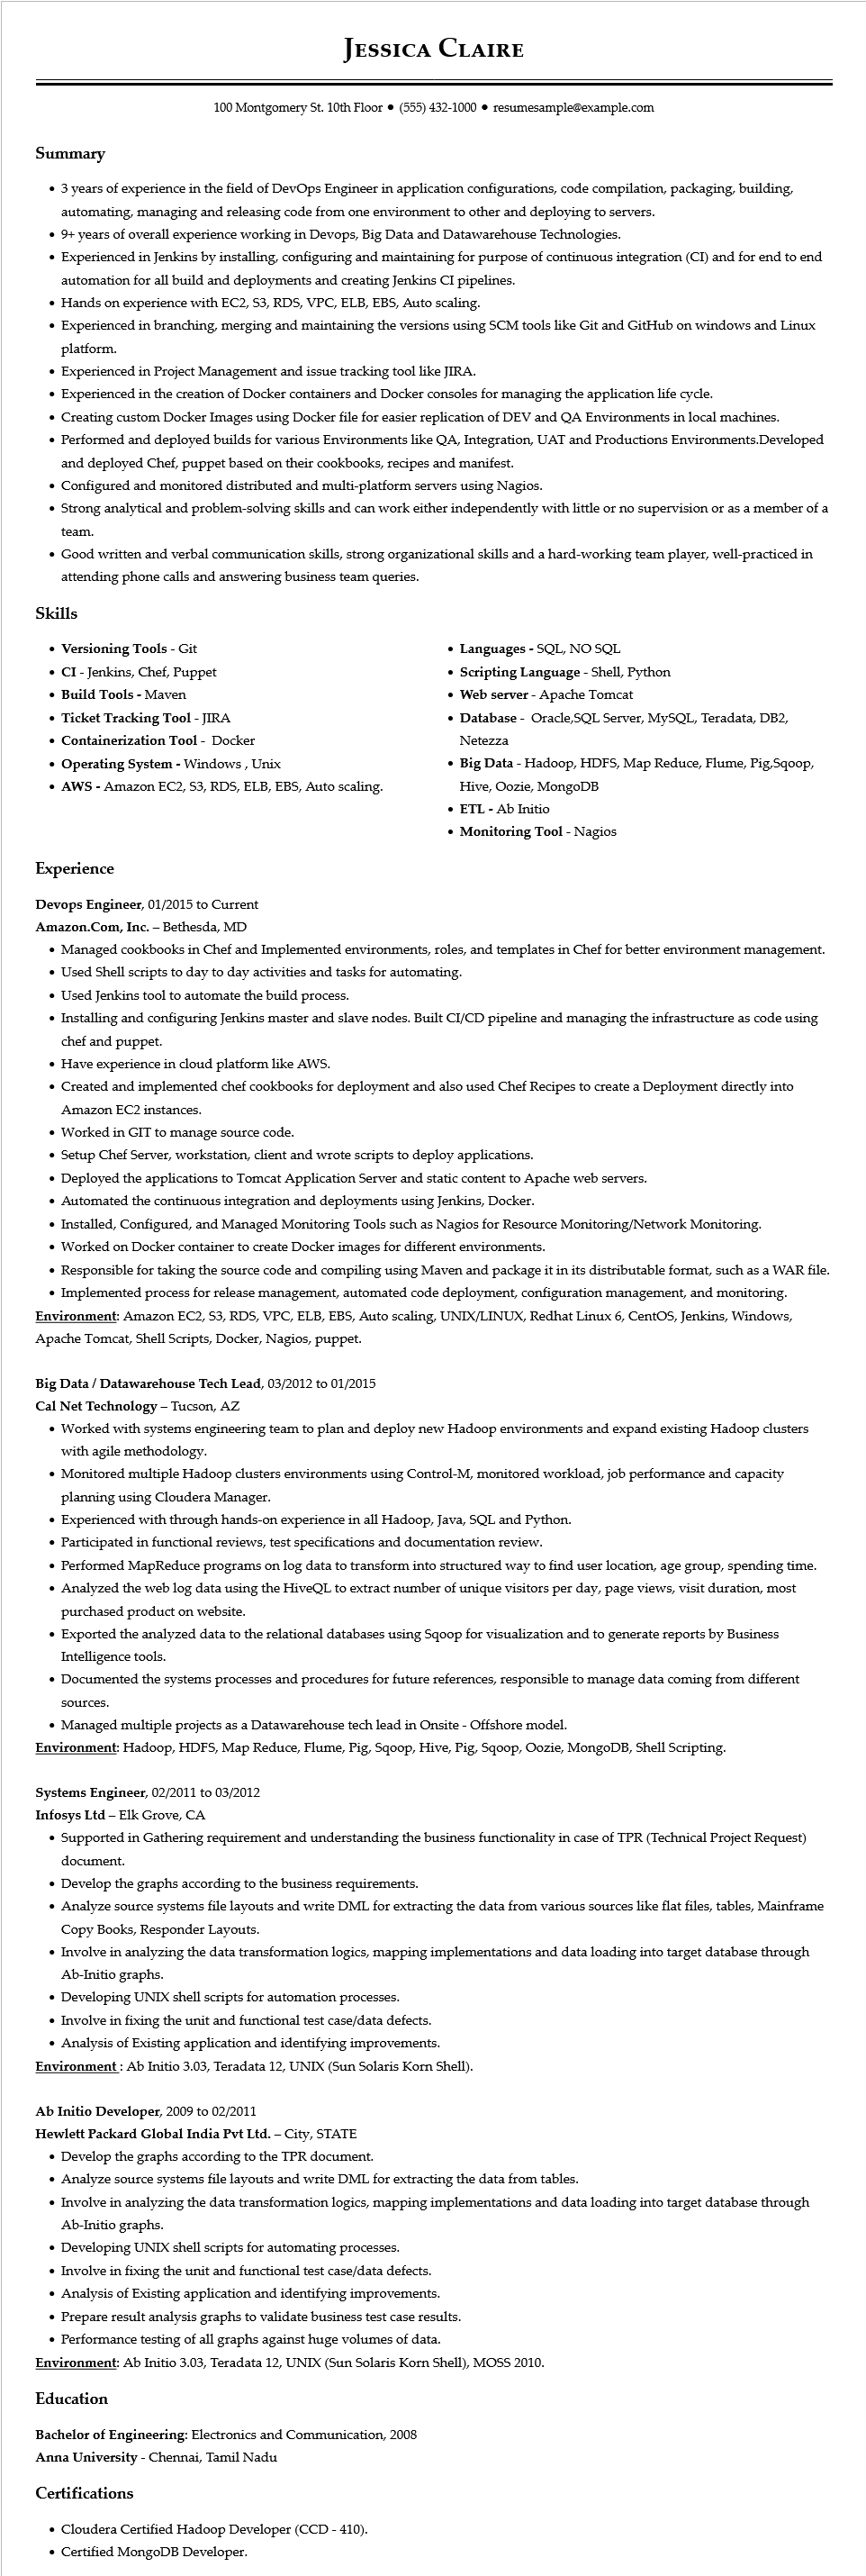 Jessica Claire
100 Montgomery St. 10th Floor ● (555) 432-1000 ● resumesample@example.com
Summary
• 3 years of experience in the field of DevOps Engineer in application configurations, code compilation, packaging, building,
automating, managing and releasing code from one environment to other and deploying to servers.
• 9+ years of overall experience working in Devops, Big Data and Datawarehouse Technologies.
• Experienced in Jenkins by installing, configuring and maintaining for purpose of continuous integration (CI) and for end to end
automation for all build and deployments and creating Jenkins CI pipelines.
• Hands on experience with EC2, S3, RDS, VPC, ELB, EBS, Auto scaling.
• Experienced in branching, merging and maintaining the versions using SCM tools like Git and GitHub on windows and Linux
platform.
• Experienced in Project Management and issue tracking tool like JIRA.
• Experienced in the creation of Docker containers and Docker consoles for managing the application life cycle.
• Creating custom Docker Images using Docker file for easier replication of DEV and QA Environments in local machines.
• Performed and deployed builds for various Environments like QA, Integration, UAT and Productions Environments.Developed
and deployed Chef, puppet based on their cookbooks, recipes and manifest.
• Configured and monitored distributed and multi-platform servers using Nagios.
• Strong analytical and problem-solving skills and can work either independently with little or no supervision or as a member of a
team.
• Good written and verbal communication skills, strong organizational skills and a hard-working team player, well-practiced in
attending phone calls and answering business team queries.
Skills
• Versioning Tools - Git
• CI - Jenkins, Chef, Puppet
• Build Tools - Maven
• Ticket Tracking Tool - JIRA
• Containerization Tool - Docker
• Operating System - Windows , Unix
• AWS - Amazon EC2, S3, RDS, ELB, EBS, Auto scaling.
• Languages - SQL, NO SQL
• Scripting Language - Shell, Python
• Web server - Apache Tomcat
• Database - Oracle,SQL Server, MySQL, Teradata, DB2,
Netezza
• Big Data - Hadoop, HDFS, Map Reduce, Flume, Pig,Sqoop,
Hive, Oozie, MongoDB
• ETL - Ab Initio
• Monitoring Tool - Nagios
Experience
Devops Engineer, 01/2015 to Current
Amazon.Com, Inc. – Bethesda, MD
• Managed cookbooks in Chef and Implemented environments, roles, and templates in Chef for better environment management.
• Used Shell scripts to day to day activities and tasks for automating.
• Used Jenkins tool to automate the build process.
• Installing and configuring Jenkins master and slave nodes. Built CI/CD pipeline and managing the infrastructure as code using
chef and puppet.
• Have experience in cloud platform like AWS.
• Created and implemented chef cookbooks for deployment and also used Chef Recipes to create a Deployment directly into
Amazon EC2 instances.
• Worked in GIT to manage source code.
• Setup Chef Server, workstation, client and wrote scripts to deploy applications.
• Deployed the applications to Tomcat Application Server and static content to Apache web servers.
• Automated the continuous integration and deployments using Jenkins, Docker.
• Installed, Configured, and Managed Monitoring Tools such as Nagios for Resource Monitoring/Network Monitoring.
• Worked on Docker container to create Docker images for different environments.
• Responsible for taking the source code and compiling using Maven and package it in its distributable format, such as a WAR file.
• Implemented process for release management, automated code deployment, configuration management, and monitoring.
Environment: Amazon EC2, S3, RDS, VPC, ELB, EBS, Auto scaling, UNIX/LINUX, Redhat Linux 6, CentOS, Jenkins, Windows,
Apache Tomcat, Shell Scripts, Docker, Nagios, puppet.
Big Data / Datawarehouse Tech Lead, 03/2012 to 01/2015
Cal Net Technology – Tucson, AZ
• Worked with systems engineering team to plan and deploy new Hadoop environments and expand existing Hadoop clusters
with agile methodology.
• Monitored multiple Hadoop clusters environments using Control-M, monitored workload, job performance and capacity
planning using Cloudera Manager.
• Experienced with through hands-on experience in all Hadoop, Java, SQL and Python.
• Participated in functional reviews, test specifications and documentation review.
• Performed MapReduce programs on log data to transform into structured way to find user location, age group, spending time.
• Analyzed the web log data using the HiveQL to extract number of unique visitors per day, page views, visit duration, most
purchased product on website.
• Exported the analyzed data to the relational databases using Sqoop for visualization and to generate reports by Business
Intelligence tools.
• Documented the systems processes and procedures for future references, responsible to manage data coming from different
sources.
• Managed multiple projects as a Datawarehouse tech lead in Onsite - Offshore model.
Environment: Hadoop, HDFS, Map Reduce, Flume, Pig, Sqoop, Hive, Pig, Sqoop, Oozie, MongoDB, Shell Scripting.
Systems Engineer, 02/2011 to 03/2012
Infosys Ltd – Elk Grove, CA
• Supported in Gathering requirement and understanding the business functionality in case of TPR (Technical Project Request)
document.
• Develop the graphs according to the business requirements.
• Analyze source systems file layouts and write DML for extracting the data from various sources like flat files, tables, Mainframe
Copy Books, Responder Layouts.
• Involve in analyzing the data transformation logics, mapping implementations and data loading into target database through
Ab-Initio graphs.
• Developing UNIX shell scripts for automation processes.
• Involve in fixing the unit and functional test case/data defects.
• Analysis of Existing application and identifying improvements.
Environment : Ab Initio 3.03, Teradata 12, UNIX (Sun Solaris Korn Shell).
Ab Initio Developer, 2009 to 02/2011
Hewlett Packard Global India Pvt Ltd. – City, STATE
• Develop the graphs according to the TPR document.
• Analyze source systems file layouts and write DML for extracting the data from tables.
• Involve in analyzing the data transformation logics, mapping implementations and data loading into target database through
Ab-Initio graphs.
• Developing UNIX shell scripts for automating processes.
• Involve in fixing the unit and functional test case/data defects.
• Analysis of Existing application and identifying improvements.
• Prepare result analysis graphs to validate business test case results.
• Performance testing of all graphs against huge volumes of data.
Environment: Ab Initio 3.03, Teradata 12, UNIX (Sun Solaris Korn Shell), MOSS 2010.
Education
Bachelor of Engineering: Electronics and Communication, 2008
Anna University - Chennai, Tamil Nadu
Certifications
• Cloudera Certified Hadoop Developer (CCD - 410).
• Certified MongoDB Developer.